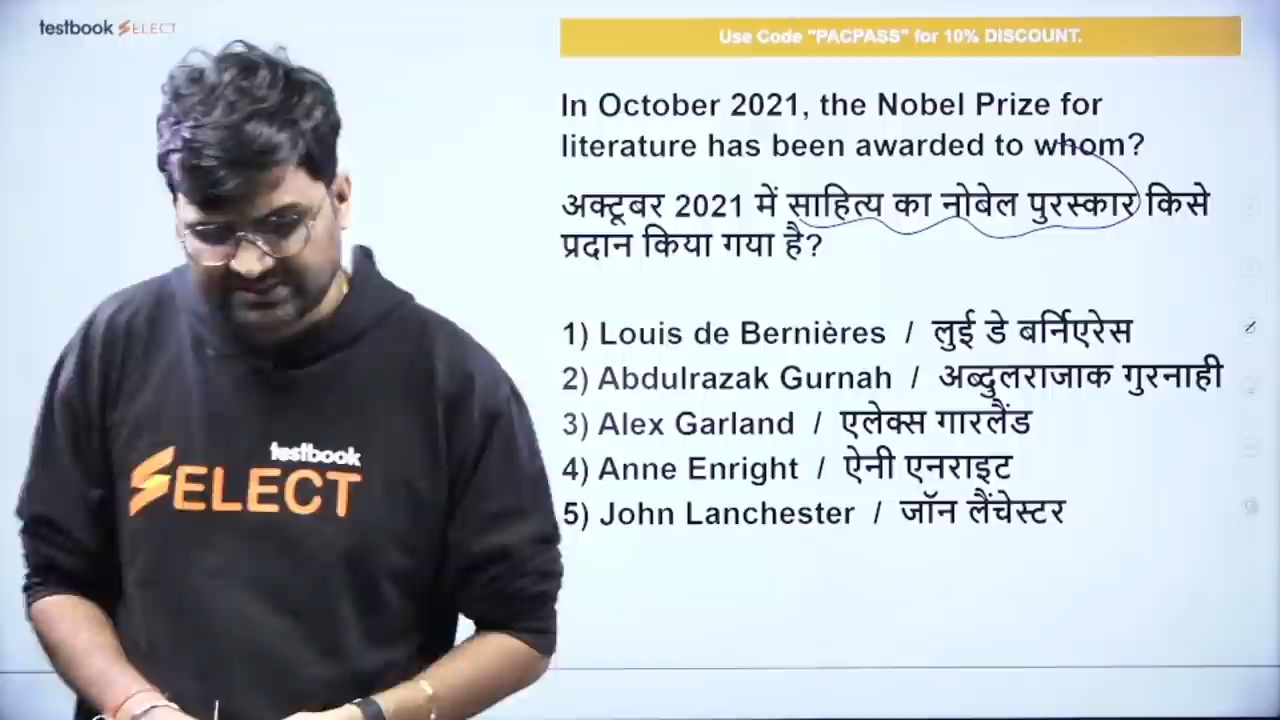 testbook SELECT
Use Code "PACPASS" for 10% DISCOUNT.
In October 2021, the Nobel Prize for
literature has been awarded to whom?
अक्टूबर 2021 में साहित्य का नोबेल पुरस्कार किसे
प्रदान किया गया है?
1) Louis de Bernières / लुई डे बर्निएरेस
2) Abdulrazak Gurnah / अब्दुलराजाक गुरनाही
3) Alex Garland / एलेक्स गारलैंड
4) Anne Enright / ऐनी एनराइट
5) John Lanchester / जॉन लैंचेस्टर
testbook
SELECT